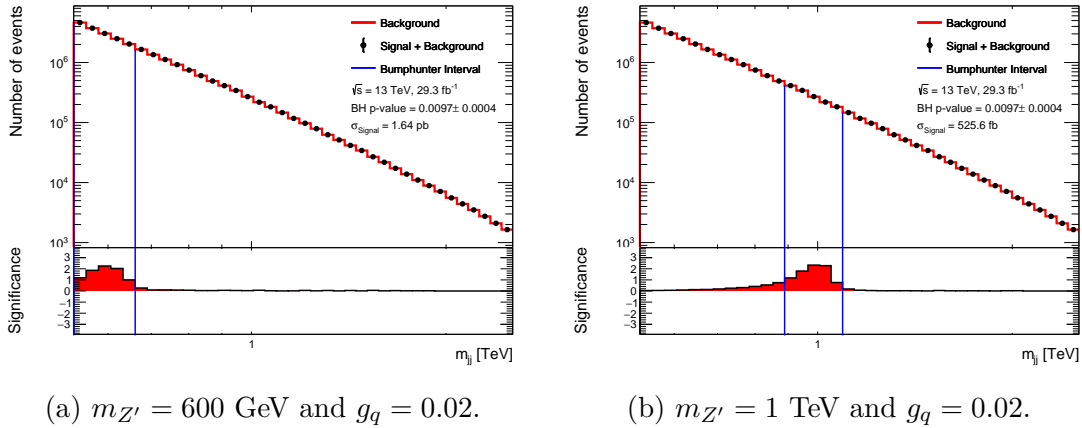 Number of events
10⁶
10⁵
10⁴
10³
Background
Signal + Background
Bumphunter Interval
√s = 13 TeV, 29.3 fb⁻¹
BH p-value = 0.0097± 0.0004
σSignal = 1.64 pb
Significance
3
2
1
0
−1
−2
−3
1
mjj [TeV]
(a) mZ′ = 600 GeV and gq = 0.02.
Number of events
10⁶
10⁵
10⁴
10³
Background
Signal + Background
Bumphunter Interval
√s = 13 TeV, 29.3 fb⁻¹
BH p-value = 0.0097± 0.0004
σSignal = 525.6 fb
Significance
3
2
1
0
−1
−2
−3
1
mjj [TeV]
(b) mZ′ = 1 TeV and gq = 0.02.